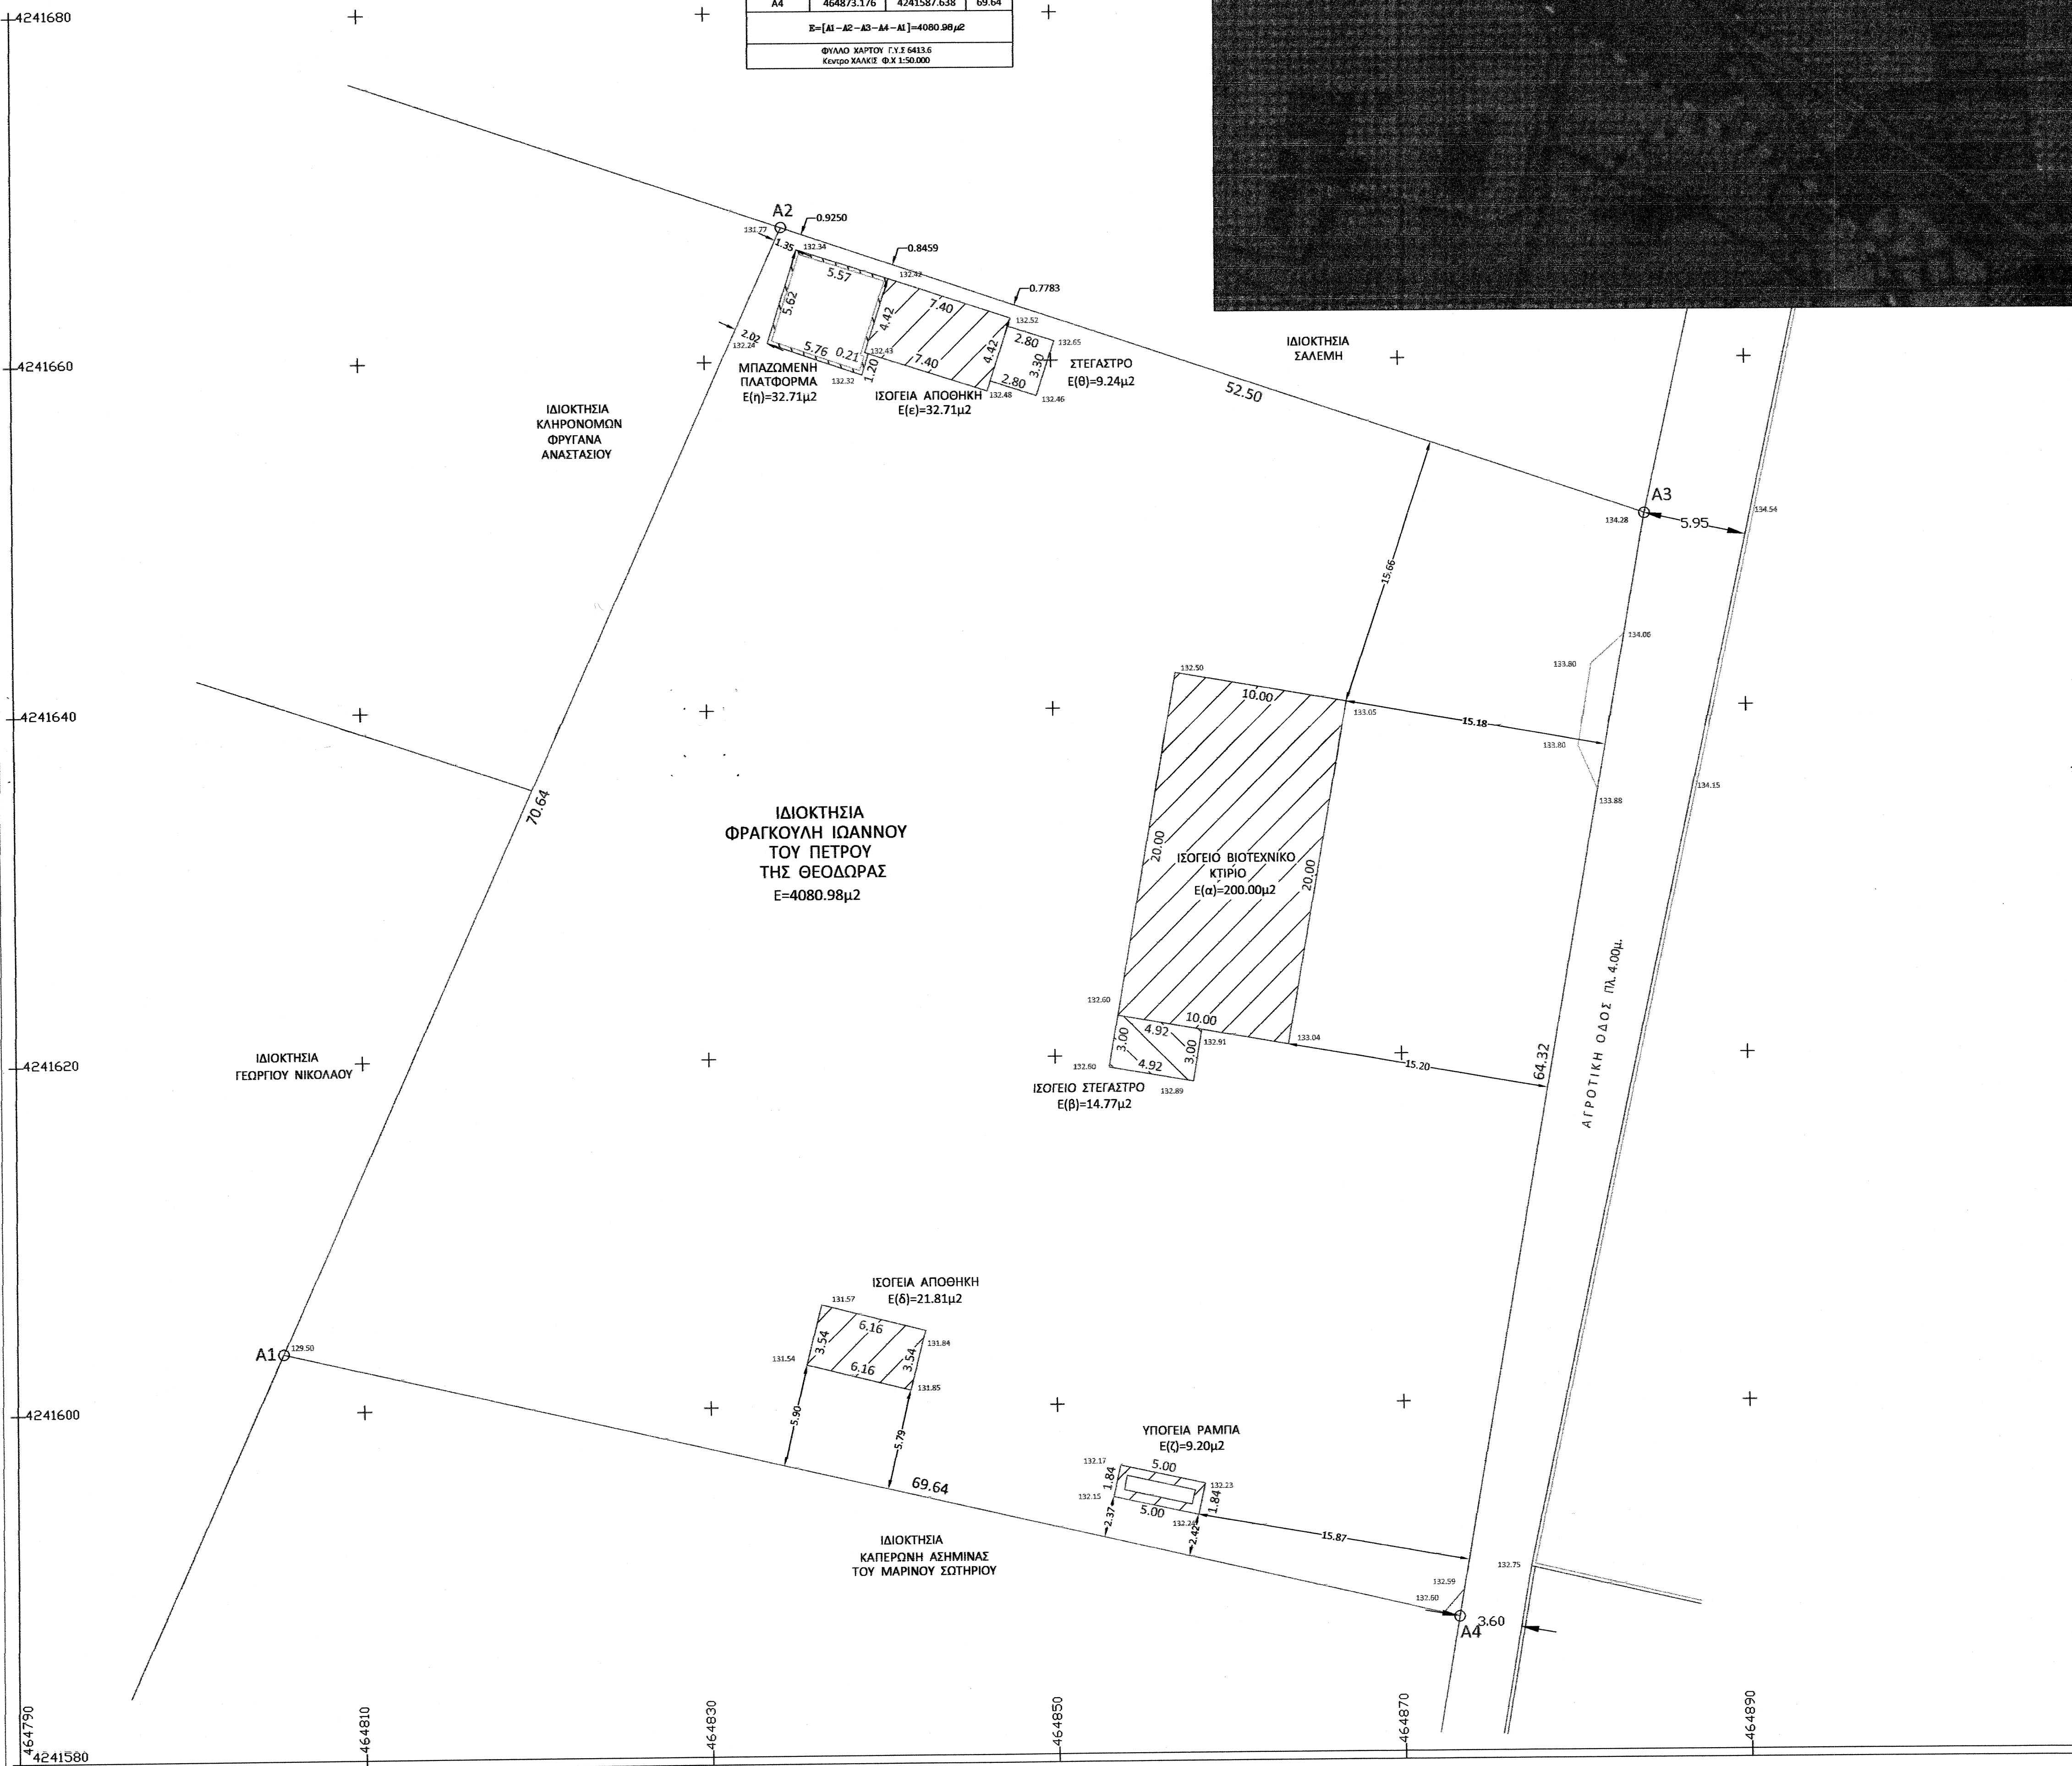 A4 464873.176 4241587.638 69.64
E=[A1-A2-A3-A4-A1]=4080.98μ2
ΦΥΛΛΟ ΧΑΡΤΟΥ Γ.Υ.Σ 6413.6
Κεντρο ΧΑΛΚΙΣ Φ.Χ 1:50.000
4241680
A2
0.9250
131.77
1.35
132.34
0.8459
5.57
132.42
0.7783
5.62
4.42
7.40
132.52
2.80
132.65
2.02
132.24
5.76
0.21
132.43
7.40
4.42
3.30
ΣΤΕΓΑΣΤΡΟ
E(θ)=9.24μ2
ΙΔΙΟΚΤΗΣΙΑ
ΣΑΛΕΜΗ
4241660
ΜΠΑΖΩΜΕΝΗ
ΠΛΑΤΦΟΡΜΑ
E(η)=32.71μ2
132.32
1.20
2.80
132.48
132.46
ΙΣΟΓΕΙΑ ΑΠΟΘΗΚΗ
E(ε)=32.71μ2
52.50
ΙΔΙΟΚΤΗΣΙΑ
ΚΛΗΡΟΝΟΜΩΝ
ΦΡΥΓΑΝΑ
ΑΝΑΣΤΑΣΙΟΥ
A3
134.28
5.95
134.54
15.66
134.06
133.80
132.50
10.00
133.05
15.18
133.80
4241640
134.15
133.88
70.64
ΙΔΙΟΚΤΗΣΙΑ
ΦΡΑΓΚΟΥΛΗ ΙΩΑΝΝΟΥ
ΤΟΥ ΠΕΤΡΟΥ
ΤΗΣ ΘΕΟΔΩΡΑΣ
E=4080.98μ2
20.00
ΙΣΟΓΕΙΟ ΒΙΟΤΕΧΝΙΚΟ
ΚΤΙΡΙΟ
E(α)=200.00μ2
20.00
ΑΓΡΟΤΙΚΗ ΟΔΟΣ Πλ. 4.00μ.
132.60
10.00
4.92
3.00
3.00
132.91
133.04
4.92
132.60
132.89
15.20
64.32
ΙΣΟΓΕΙΟ ΣΤΕΓΑΣΤΡΟ
E(β)=14.77μ2
ΙΔΙΟΚΤΗΣΙΑ
ΓΕΩΡΓΙΟΥ ΝΙΚΟΛΑΟΥ
4241620
ΙΣΟΓΕΙΑ ΑΠΟΘΗΚΗ
E(δ)=21.81μ2
131.57
6.16
3.54
131.84
3.54
131.54
6.16
131.85
A1
129.50
5.90
5.79
4241600
69.64
ΥΠΟΓΕΙΑ ΡΑΜΠΑ
E(ζ)=9.20μ2
132.17
5.00
1.84
132.23
132.15
1.84
5.00
132.24
2.37
2.42
15.87
ΙΔΙΟΚΤΗΣΙΑ
ΚΑΠΕΡΩΝΗ ΑΣΗΜΙΝΑΣ
ΤΟΥ ΜΑΡΙΝΟΥ ΣΩΤΗΡΙΟΥ
132.75
132.59
132.60
3.60
A4
464790
464810
464830
464850
464870
464890
4241580